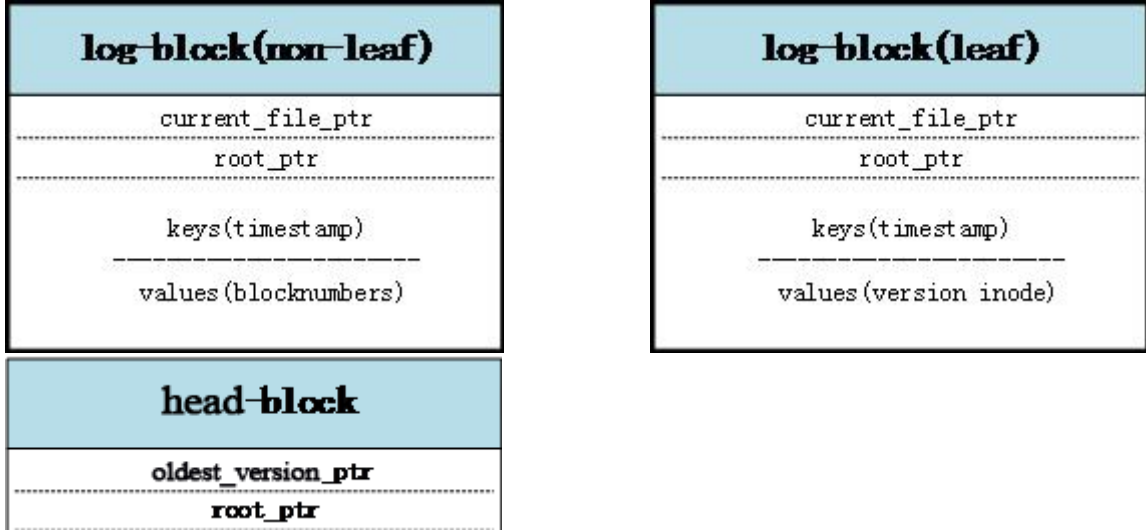 log-block(non-leaf)
current_file_ptr
root_ptr
keys(timestamp)
values(blocknumbers)
log-block(leaf)
current_file_ptr
root_ptr
keys(timestamp)
values(version inode)
head-block
oldest_version_ptr
root_ptr